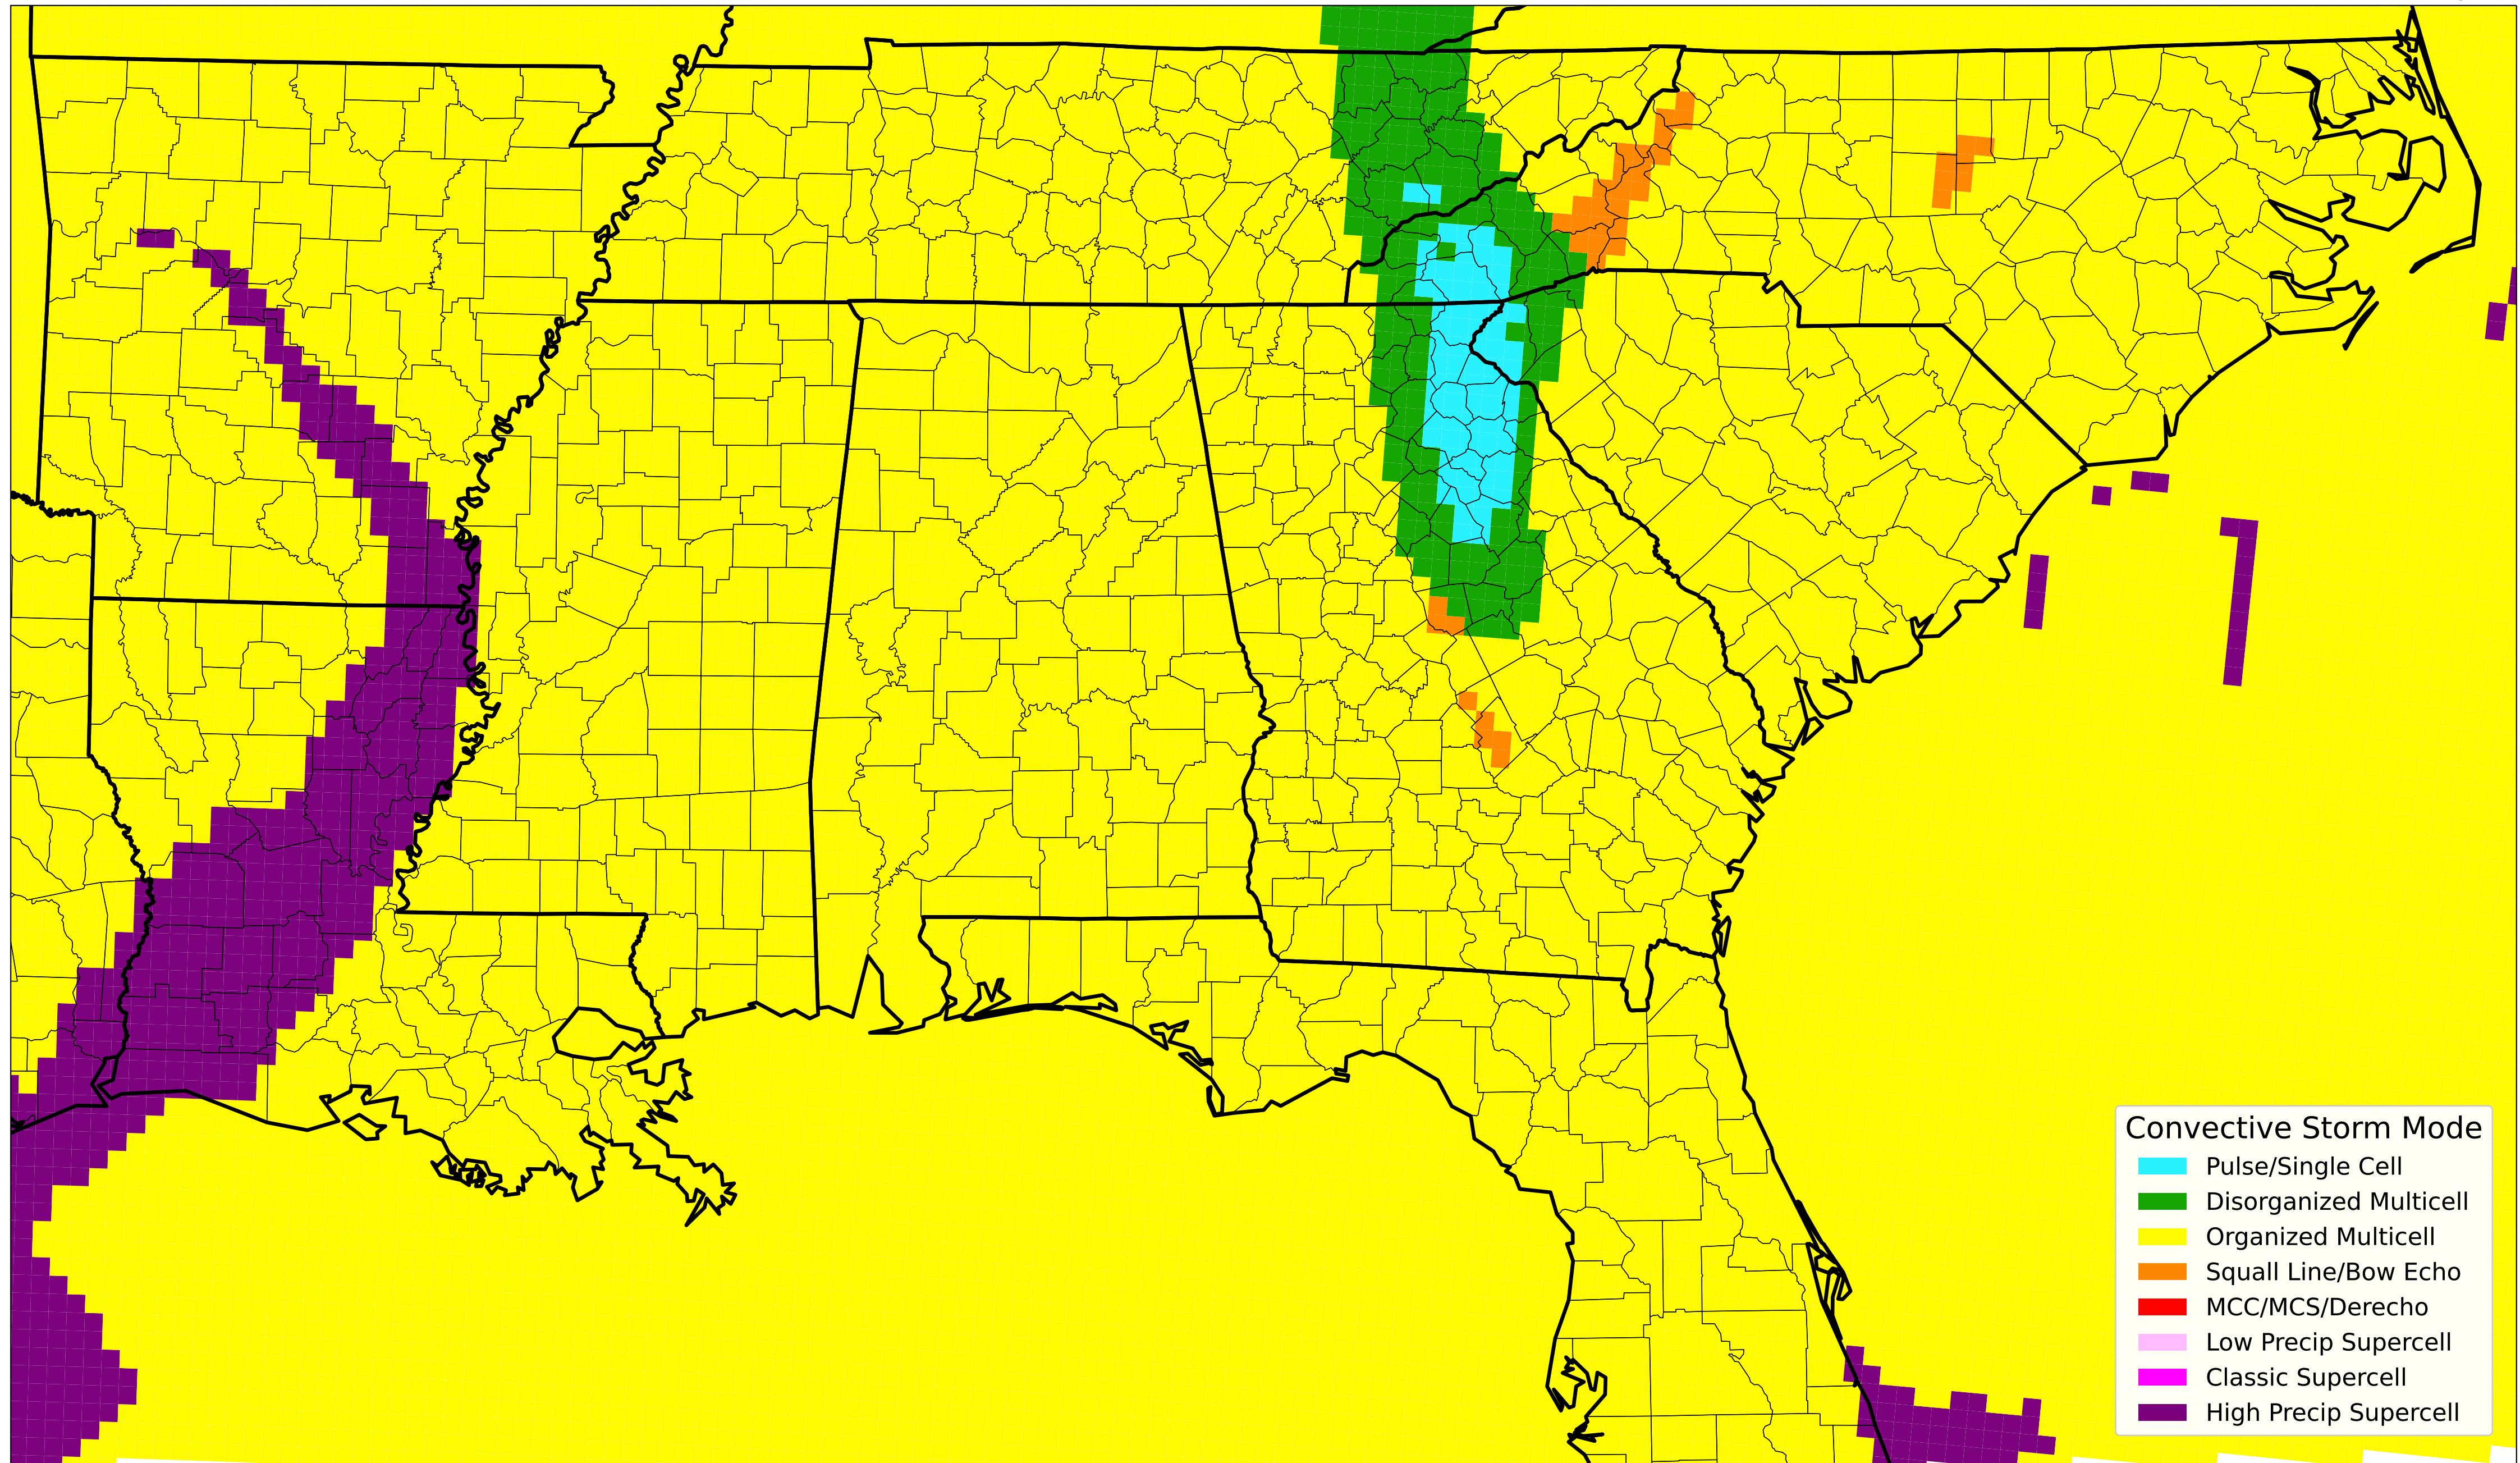 Convective Storm Mode
Pulse/Single Cell
Disorganized Multicell
Organized Multicell
Squall Line/Bow Echo
MCC/MCS/Derecho
Low Precip Supercell
Classic Supercell
High Precip Supercell